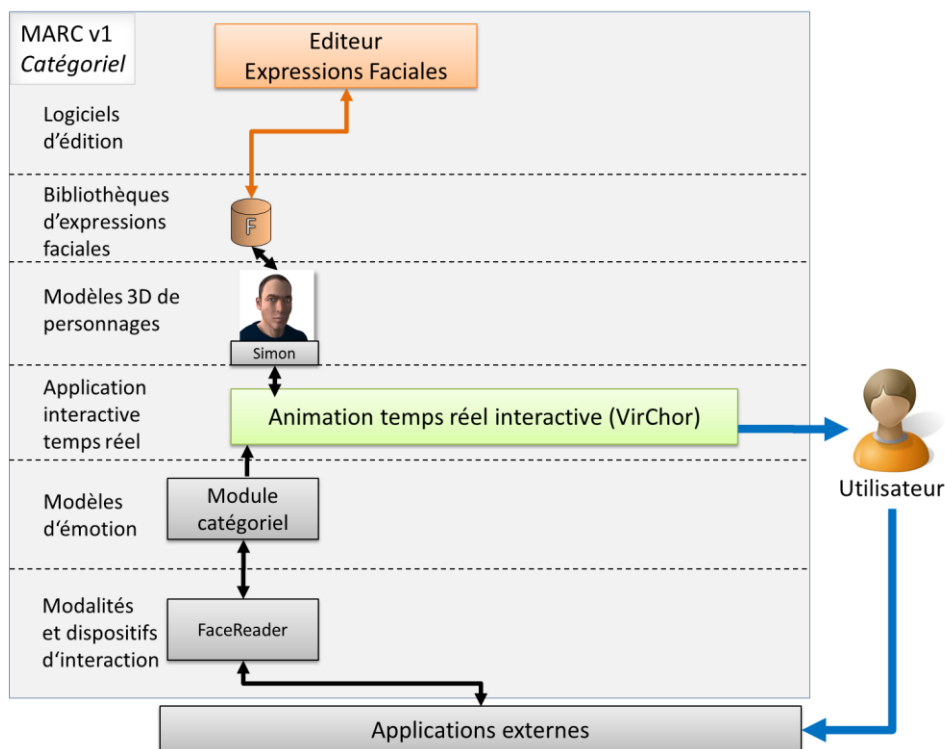 MARC v1
Catégoriel
Editeur
Expressions Faciales
Logiciels
d’édition
Bibliothèques
d’expressions
faciales
F
Modèles 3D de
personnages
Simon
Application
interactive
temps réel
Animation temps réel interactive (VirChor)
Utilisateur
Modèles
d‘émotion
Module
catégoriel
Modalités
et dispositifs
d‘interaction
FaceReader
Applications externes